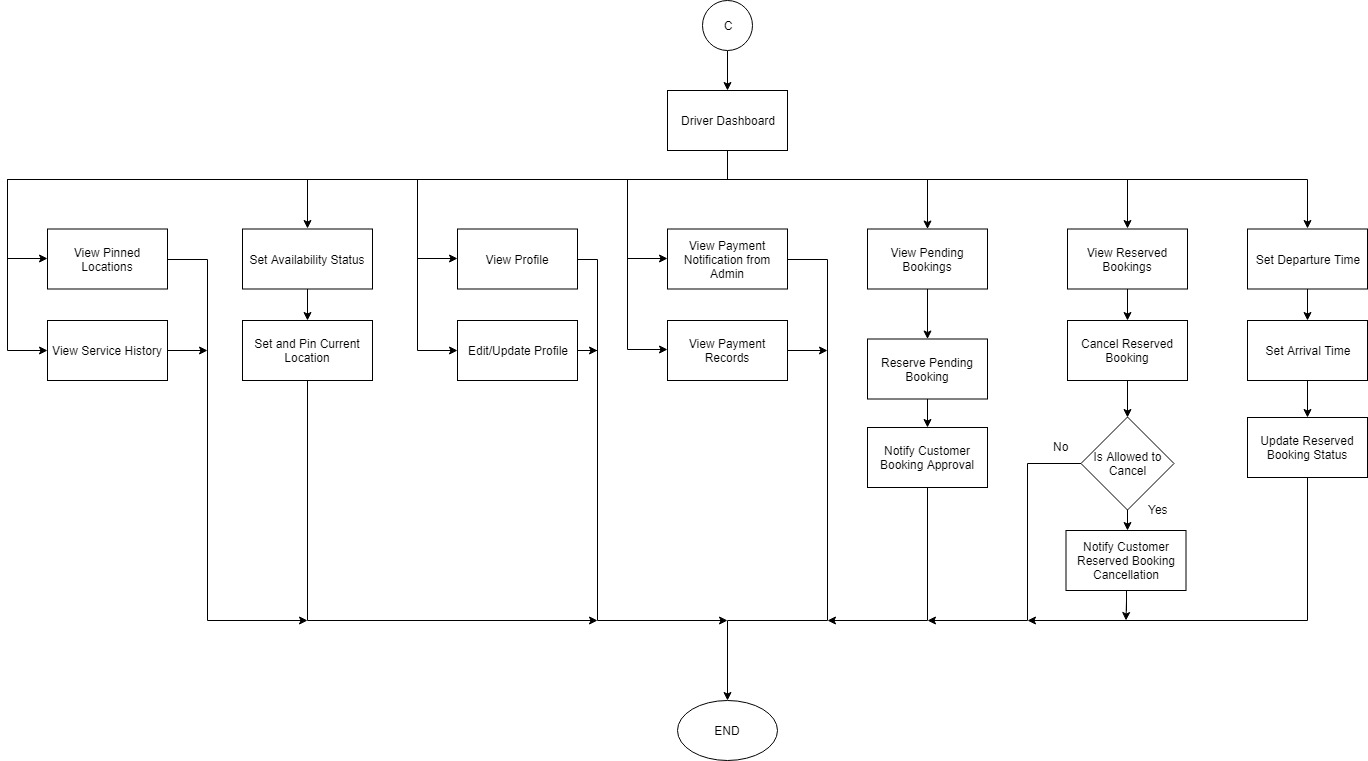 C
Driver Dashboard
View Pinned
Locations
Set Availability Status
View Profile
View Payment
Notification from
Admin
View Pending
Bookings
View Reserved
Bookings
Set Departure Time
View Service History
Set and Pin Current
Location
Edit/Update Profile
View Payment
Records
Reserve Pending
Booking
Cancel Reserved
Booking
Set Arrival Time
Notify Customer
Booking Approval
No
Is Allowed to
Cancel
Yes
Update Reserved
Booking Status
Notify Customer
Reserved Booking
Cancellation
END